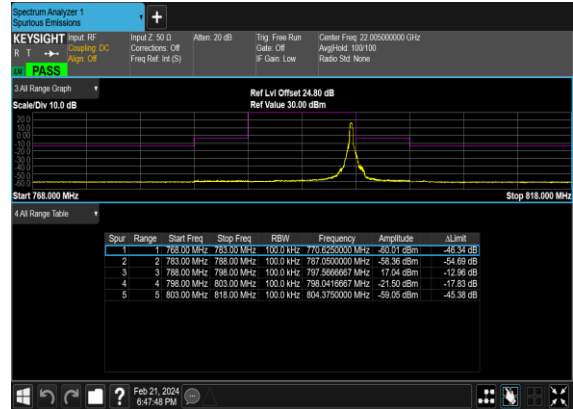 Spectrum Analyzer 1
Spurious Emissions
KEYSIGHT Input: RF Input Z: 50 Ω Atten: 20 dB Trig: Free Run Center Freq: 22.005000000 GHz
R T Coupling: DC Corrections: Off Gate: Off Avg|Hold: 100/100
Align: Off Freq Ref: Int (S) IF Gain: Low Radio Std: None
PASS
3 All Range Graph
Ref Lvl Offset 24.80 dB
Scale/Div 10.0 dB Ref Value 30.00 dBm
20.0
10.0
0.00
-10.0
-20.0
-30.0
-40.0
-50.0
-60.0
Start 768.000 MHz Stop 818.000 MHz
4 All Range Table
Spur Range Start Freq Stop Freq RBW Frequency Amplitude ΔLimit
1 1 768.00 MHz 783.00 MHz 100.0 kHz 770.6250000 MHz -60.01 dBm -46.34 dB
2 2 783.00 MHz 788.00 MHz 100.0 kHz 787.0500000 MHz -58.36 dBm -54.69 dB
3 3 788.00 MHz 798.00 MHz 100.0 kHz 797.5666667 MHz 17.04 dBm -12.96 dB
4 4 798.00 MHz 803.00 MHz 100.0 kHz 798.0416667 MHz -21.50 dBm -17.83 dB
5 5 803.00 MHz 818.00 MHz 100.0 kHz 804.3750000 MHz -59.05 dBm -45.38 dB
Feb 21, 2024
6:47:48 PM